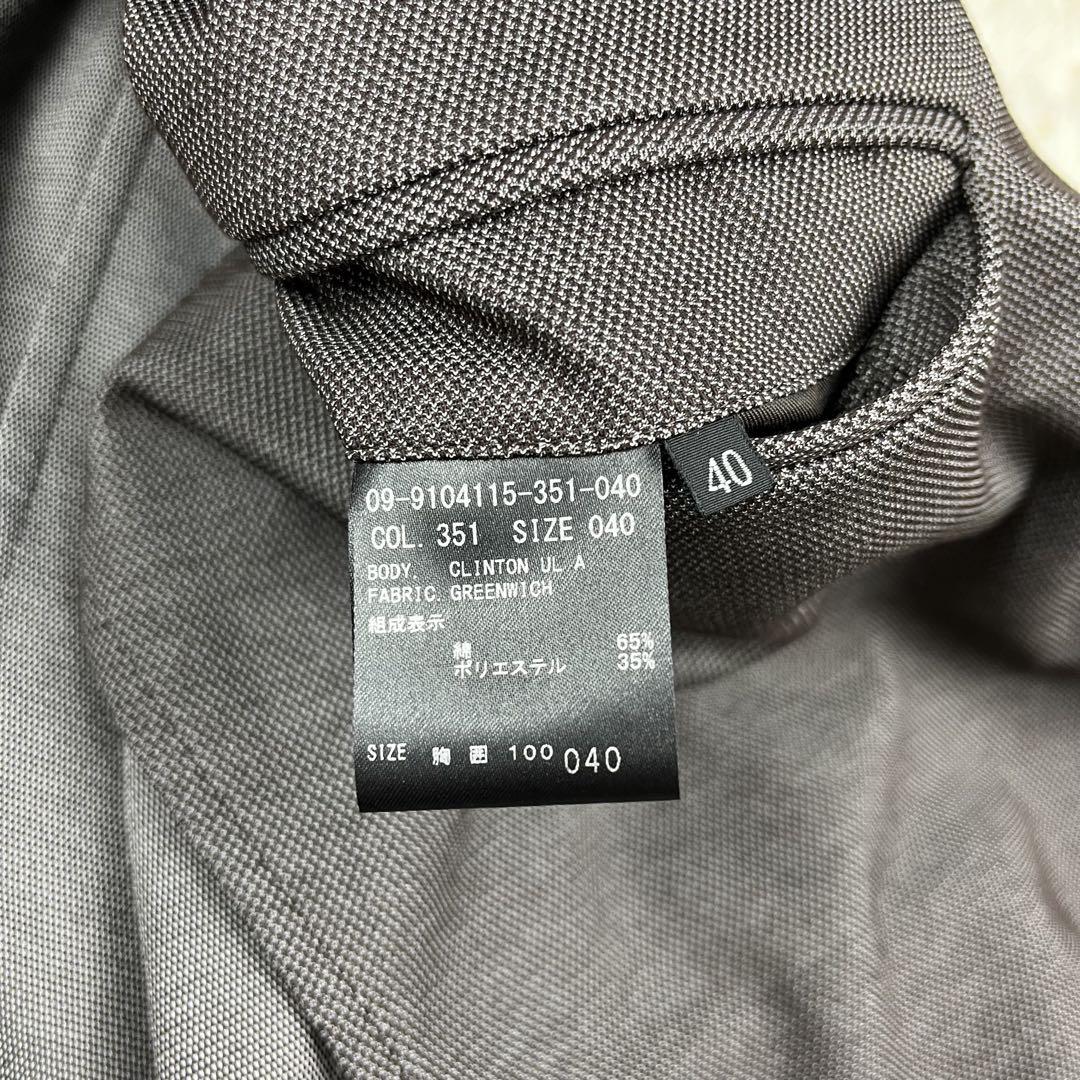 40
09-9104115-351-040
COL. 351 SIZE 040
BODY. CLINTON UL A
FABRIC. GREENWICH
組成表示
綿 65%
ポリエステル 35%
SIZE 胸囲 100 040